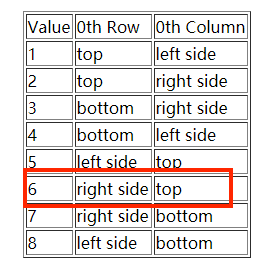 Value 0th Row 0th Column
1 top left side
2 top right side
3 bottom right side
4 bottom left side
5 left side top
6 right side top
7 right side bottom
8 left side bottom